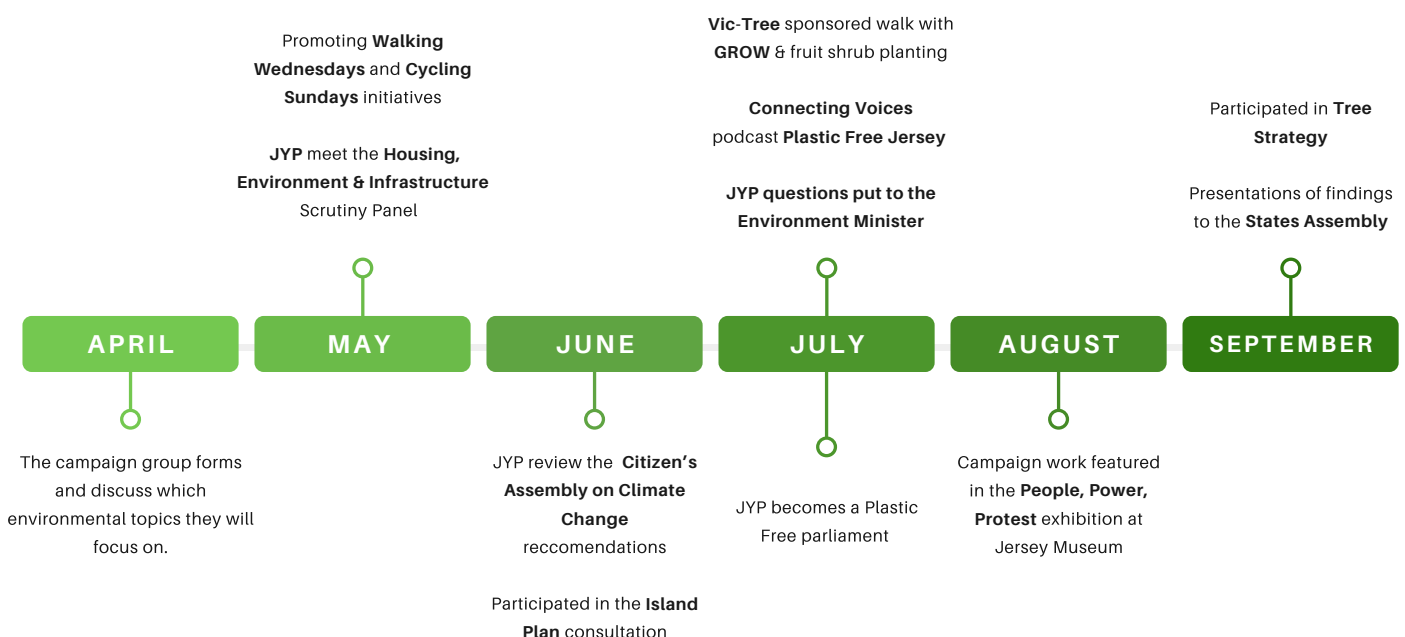 Promoting Walking
Wednesdays and Cycling
Sundays initiatives
JYP meet the Housing,
Environment & Infrastructure
Scrutiny Panel
Vic-Tree sponsored walk with
GROW & fruit shrub planting
Connecting Voices
podcast Plastic Free Jersey
JYP questions put to the
Environment Minister
Participated in Tree
Strategy
Presentations of findings
to the States Assembly
APRIL
MAY
JUNE
JULY
AUGUST
SEPTEMBER
The campaign group forms
and discuss which
environmental topics they will
focus on.
JYP review the Citizen’s
Assembly on Climate
Change
reccomendations
Participated in the Island
Plan consultation
JYP becomes a Plastic
Free parliament
Campaign work featured
in the People, Power,
Protest exhibition at
Jersey Museum